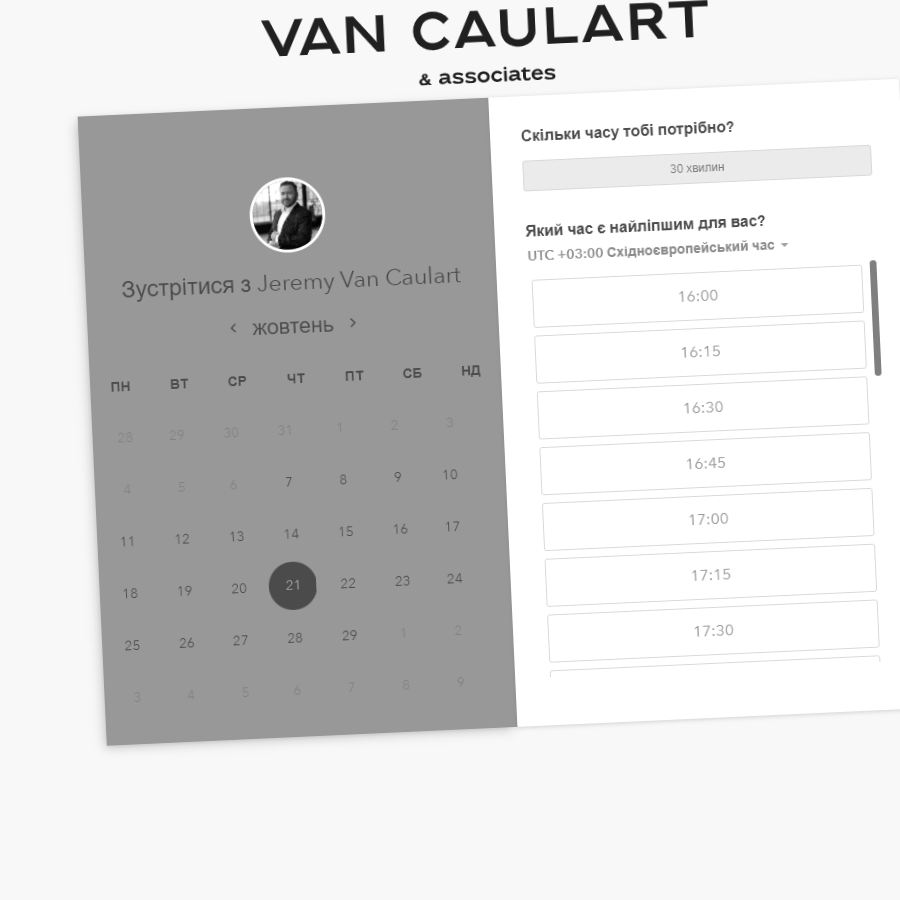 VAN CAULART
& associates
Зустрітися з Jeremy Van Caulart
‹ жовтень ›
ПН ВТ СР ЧТ ПТ СБ НД
28 29 30 31 1 2 3
4 5 6 7 8 9 10
11 12 13 14 15 16 17
18 19 20 21 22 23 24
25 26 27 28 29 1 2
3 4 5 6 7 8 9
Скільки часу тобі потрібно?
30 хвилин
Який час є найліпшим для вас?
UTC +03:00 Східноєвропейський час
16:00
16:15
16:30
16:45
17:00
17:15
17:30